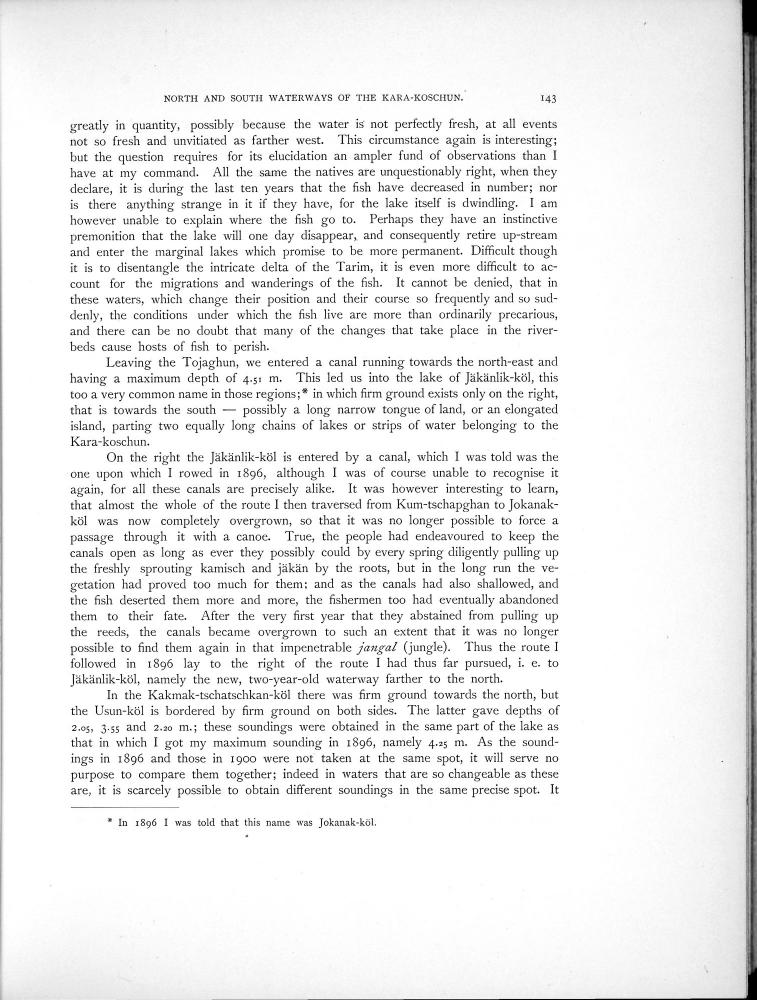 NORTH AND SOUTH WATERWAYS OF THE KARA-KOSCHUN. 143
greatly in quantity, possibly because the water is not perfectly fresh, at all events
not so fresh and unvitiated as farther west. This circumstance again is interesting;
but the question requires for its elucidation an ampler fund of observations than I
have at my command. All the same the natives are unquestionably right, when they
declare, it is during the last ten years that the fish have decreased in number; nor
is there anything strange in it if they have, for the lake itself is dwindling. I am
however unable to explain where the fish go to. Perhaps they have an instinctive
premonition that the lake will one day disappear, and consequently retire up-stream
and enter the marginal lakes which promise to be more permanent. Difficult though
it is to disentangle the intricate delta of the Tarim, it is even more difficult to ac-
count for the migrations and wanderings of the fish. It cannot be denied, that in
these waters, which change their position and their course so frequently and so sud-
denly, the conditions under which the fish live are more than ordinarily precarious,
and there can be no doubt that many of the changes that take place in the river-
beds cause hosts of fish to perish.
Leaving the Tojaghun, we entered a canal running towards the north-east and
having a maximum depth of 4.51 m. This led us into the lake of Jäkänlik-köl, this
too a very common name in those regions;* in which firm ground exists only on the right,
that is towards the south — possibly a long narrow tongue of land, or an elongated
island, parting two equally long chains of lakes or strips of water belonging to the
Kara-koschun.
On the right the Jäkänlik-köl is entered by a canal, which I was told was the
one upon which I rowed in 1896, although I was of course unable to recognise it
again, for all these canals are precisely alike. It was however interesting to learn,
that almost the whole of the route I then traversed from Kum-tschapghan to Jokanak-
köl was now completely overgrown, so that it was no longer possible to force a
passage through it with a canoe. True, the people had endeavoured to keep the
canals open as long as ever they possibly could by every spring diligently pulling up
the freshly sprouting kamisch and jäkän by the roots, but in the long run the ve-
getation had proved too much for them; and as the canals had also shallowed, and
the fish deserted them more and more, the fishermen too had eventually abandoned
them to their fate. After the very first year that they abstained from pulling up
the reeds, the canals became overgrown to such an extent that it was no longer
possible to find them again in that impenetrable jangal (jungle). Thus the route I
followed in 1896 lay to the right of the route I had thus far pursued, i. e. to
Jäkänlik-köl, namely the new, two-year-old waterway farther to the north.
In the Kakmak-tschatschkan-köl there was firm ground towards the north, but
the Usun-köl is bordered by firm ground on both sides. The latter gave depths of
2.05, 3.55 and 2.20 m.; these soundings were obtained in the same part of the lake as
that in which I got my maximum sounding in 1896, namely 4.25 m. As the sound-
ings in 1896 and those in 1900 were not taken at the same spot, it will serve no
purpose to compare them together; indeed in waters that are so changeable as these
are, it is scarcely possible to obtain different soundings in the same precise spot. It
* In 1896 I was told that this name was Jokanak-köl.